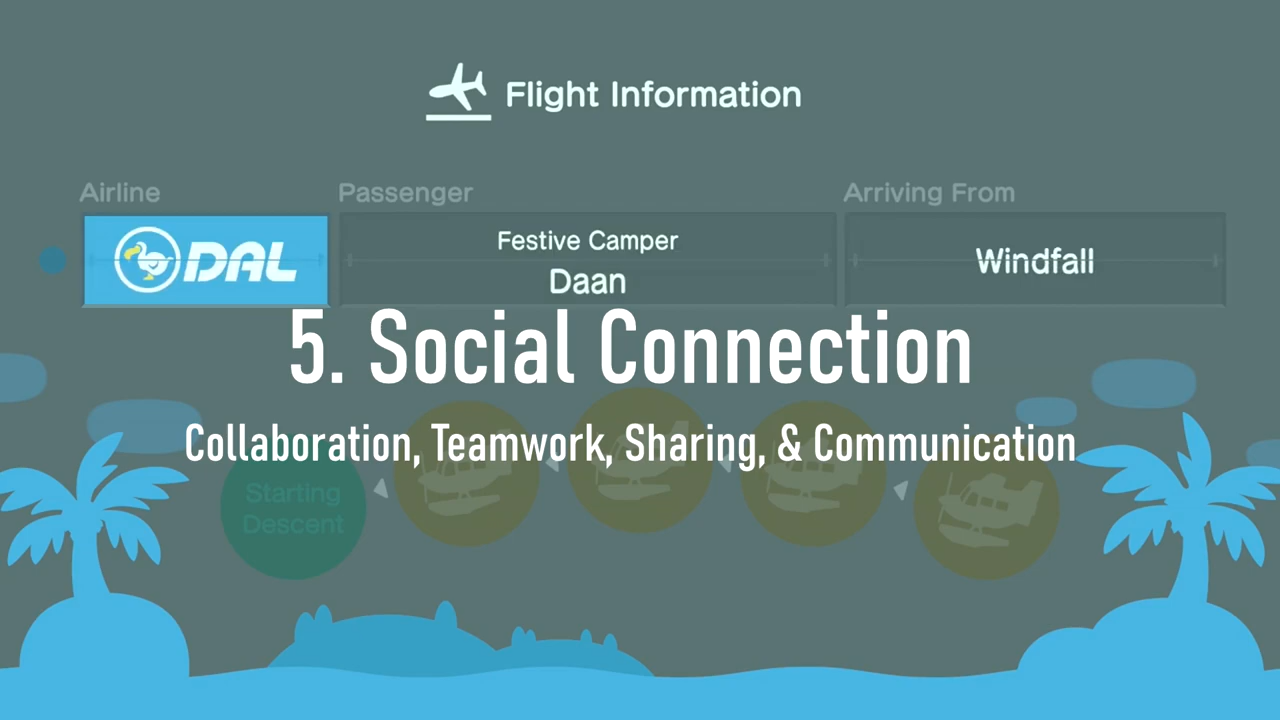 Flight Information
Airline
Passenger
Arriving From
DAL
Festive Camper
Daan
Windfall
5. Social Connection
Collaboration, Teamwork, Sharing, & Communication
Starting
Descent